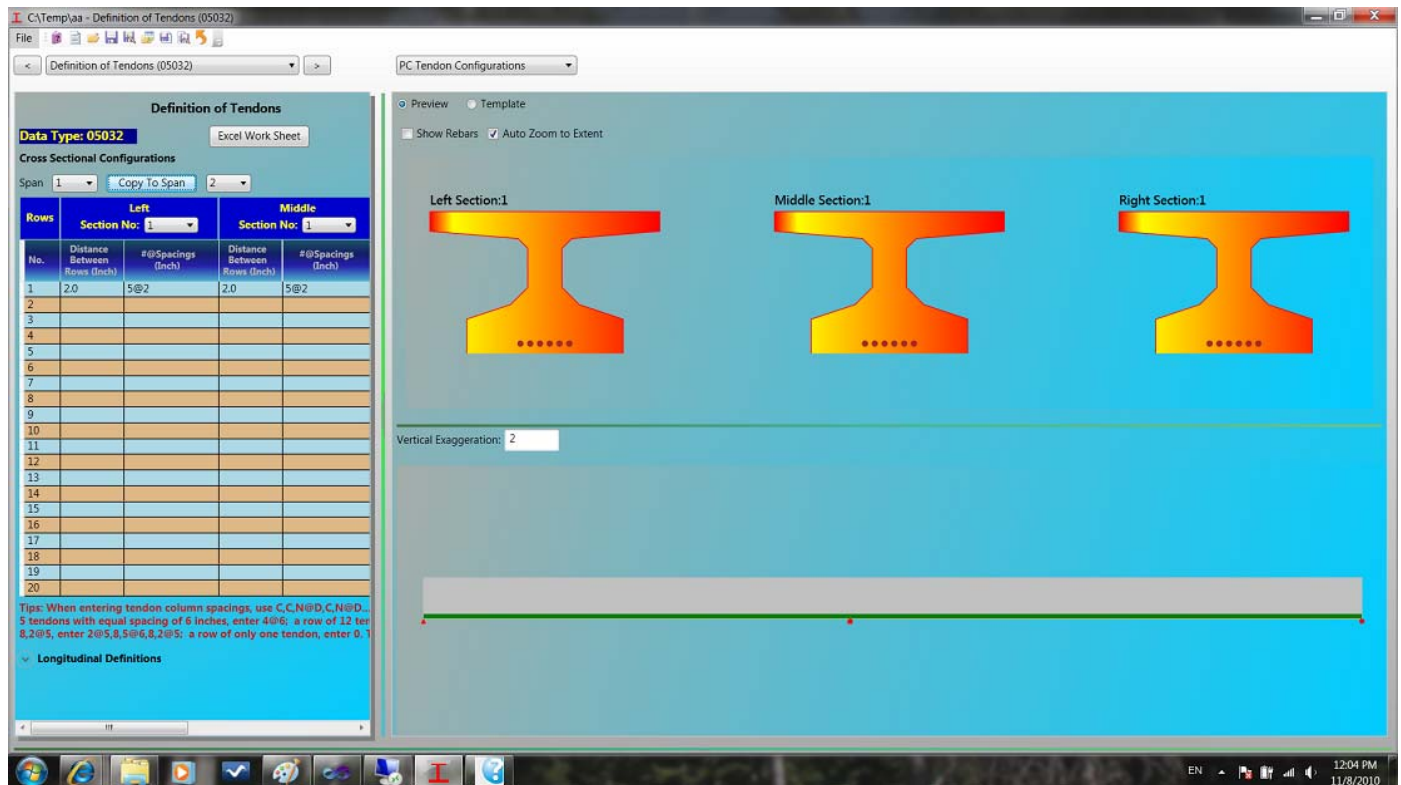 C:\Temp\aa - Definition of Tendons (05032)
File
< Definition of Tendons (05032) > PC Tendon Configurations
Definition of Tendons
Data Type: 05032 Excel Work Sheet
Cross Sectional Configurations
Span 1 Copy To Span 2
Rows Left Section No: 1 Middle Section No: 1
No. Distance Between Rows (Inch) #@Spacings (Inch) Distance Between Rows (Inch) #@Spacings (Inch)
1 2.0 5@2 2.0 5@2
2
3
4
5
6
7
8
9
10
11
12
13
14
15
16
17
18
19
20
Tips: When entering tendon column spacings, use C,C,N@D,C,N@D...
5 tendons with equal spacing of 6 inches, enter 4@6; a row of 12 ter
8,2@5, enter 2@5,8,5@6,8,2@5; a row of only one tendon, enter 0.
Longitudinal Definitions
Preview Template
Show Rebars Auto Zoom to Extent
Left Section:1 Middle Section:1 Right Section:1
Vertical Exaggeration: 2
EN 12:04 PM
11/8/2010